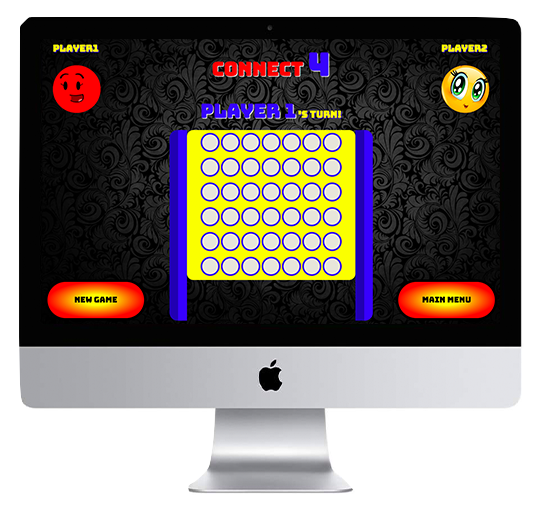 PLAYER1
PLAYER2
CONNECT 4
PLAYER 1'S TURN!
NEW GAME
MAIN MENU